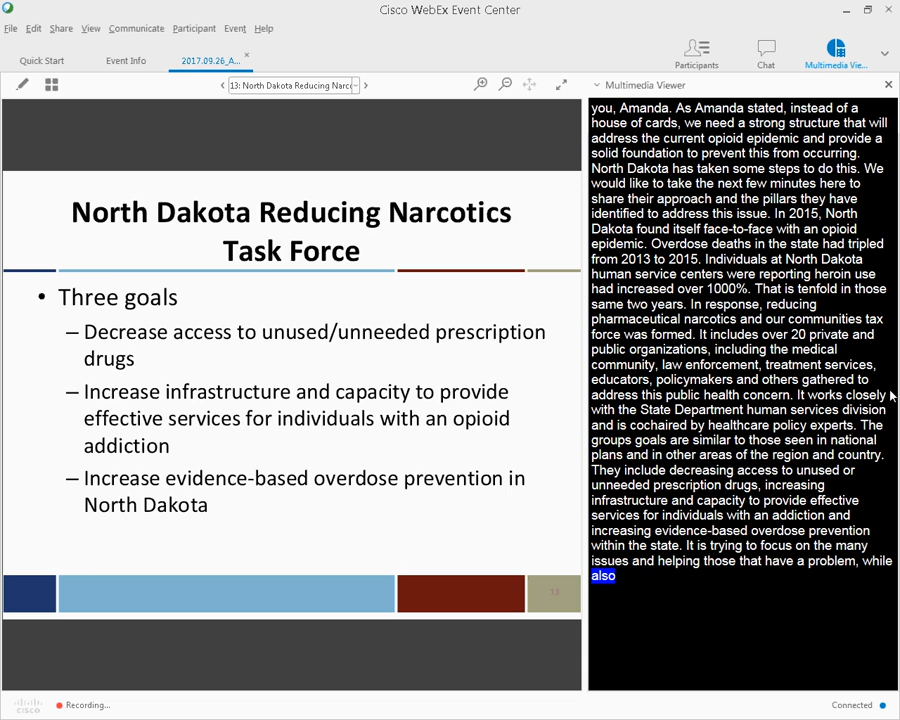 Cisco WebEx Event Center
File Edit Share View Communicate Participant Event Help
Quick Start Event Info 2017.09.26_A...
Participants Chat Multimedia Vie...
13: North Dakota Reducing Narc
Multimedia Viewer
North Dakota Reducing Narcotics
Task Force
• Three goals
– Decrease access to unused/unneeded prescription
drugs
– Increase infrastructure and capacity to provide
effective services for individuals with an opioid
addiction
– Increase evidence-based overdose prevention in
North Dakota
13
you, Amanda. As Amanda stated, instead of a
house of cards, we need a strong structure that will
address the current opioid epidemic and provide a
solid foundation to prevent this from occurring.
North Dakota has taken some steps to do this. We
would like to take the next few minutes here to
share their approach and the pillars they have
identified to address this issue. In 2015, North
Dakota found itself face-to-face with an opioid
epidemic. Overdose deaths in the state had tripled
from 2013 to 2015. Individuals at North Dakota
human service centers were reporting heroin use
had increased over 1000%. That is tenfold in those
same two years. In response, reducing
pharmaceutical narcotics and our communities tax
force was formed. It includes over 20 private and
public organizations, including the medical
community, law enforcement, treatment services,
educators, policymakers and others gathered to
address this public health concern. It works closely
with the State Department human services division
and is cochaired by healthcare policy experts. The
groups goals are similar to those seen in national
plans and in other areas of the region and country.
They include decreasing access to unused or
unneeded prescription drugs, increasing
infrastructure and capacity to provide effective
services for individuals with an addiction and
increasing evidence-based overdose prevention
within the state. It is trying to focus on the many
issues and helping those that have a problem, while
also
cisco
Recording...
Connected